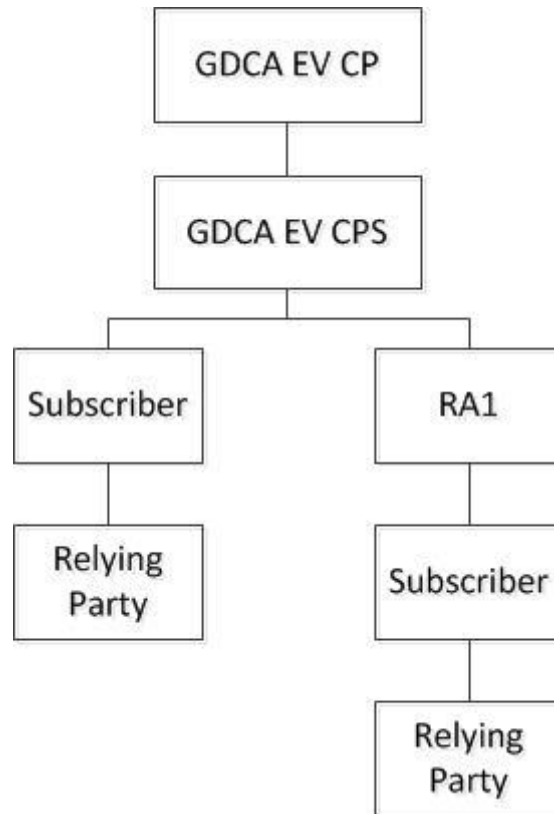 GDCA EV CP
GDCA EV CPS
Subscriber
RA1
Relying
Party
Subscriber
Relying
Party